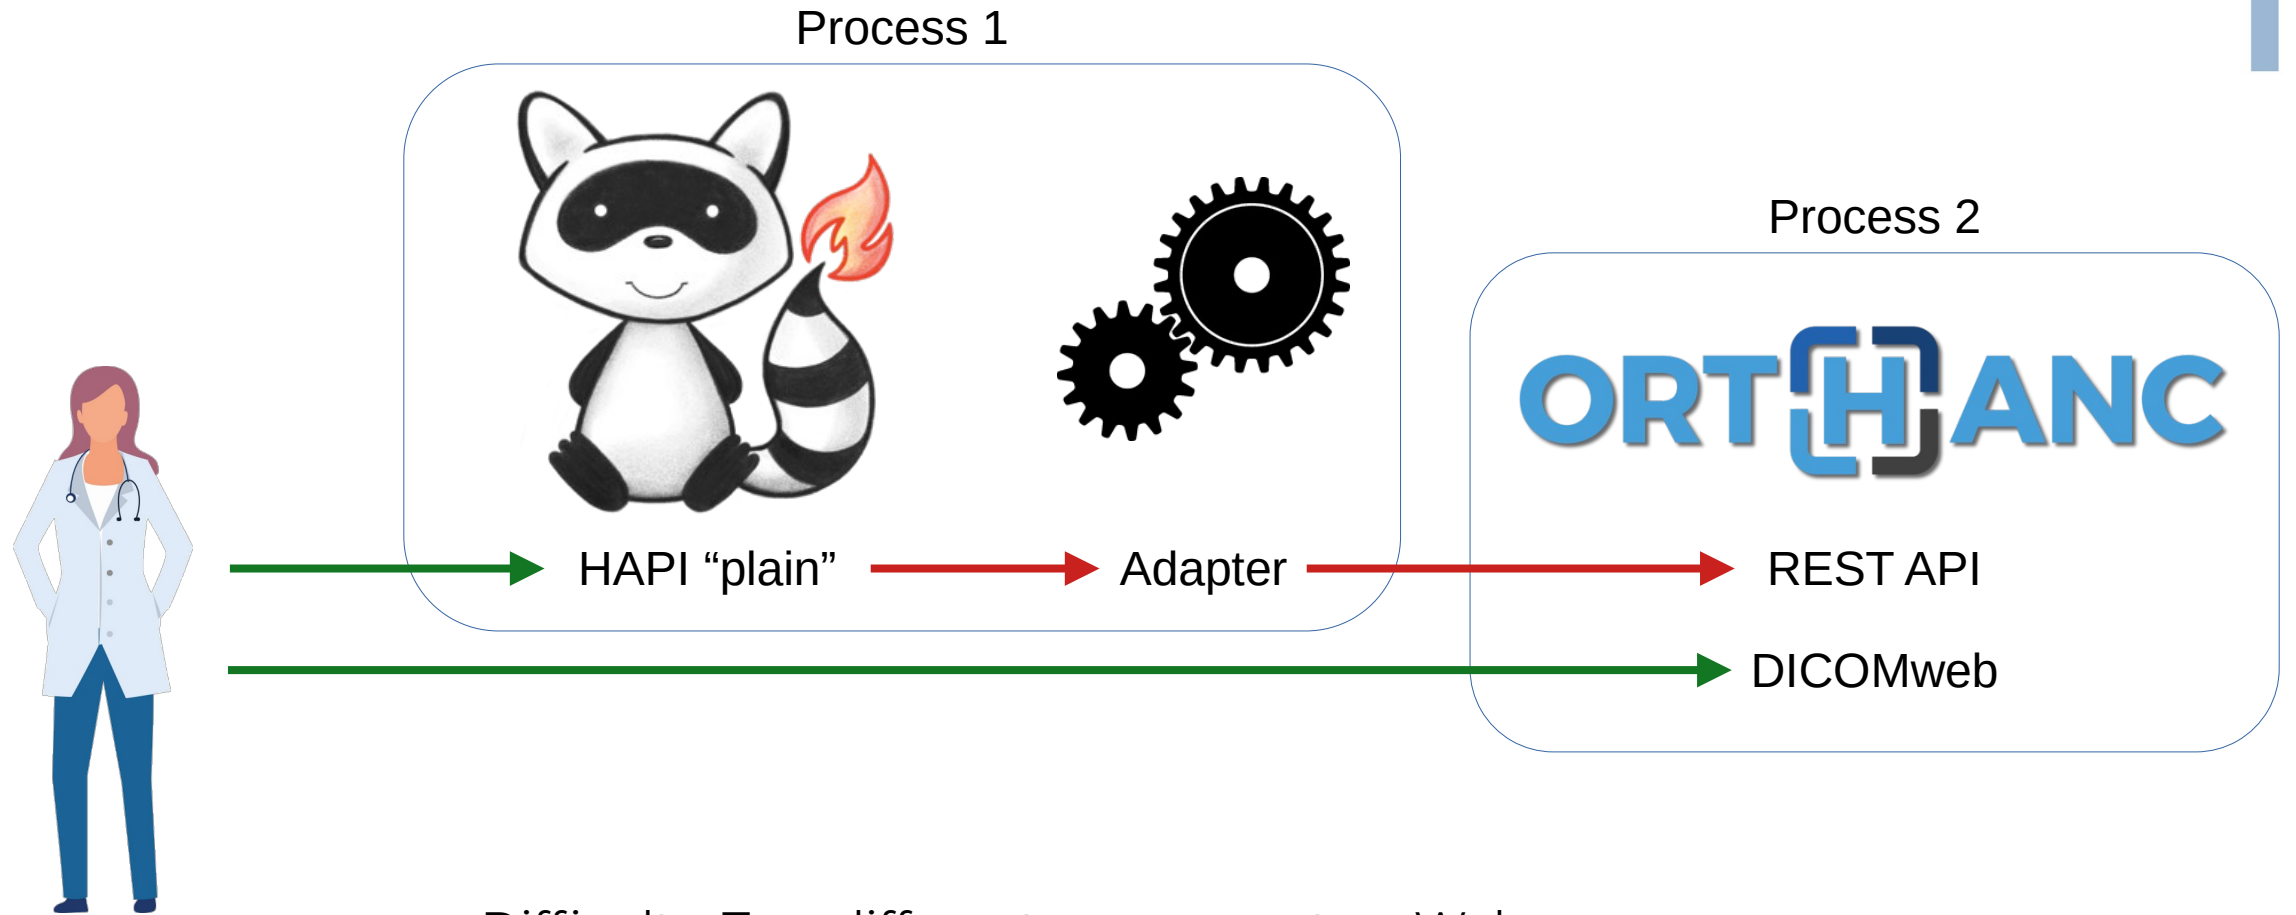 Process 1
Process 2
ORTHANC
HAPI “plain”
Adapter
REST API
DICOMweb